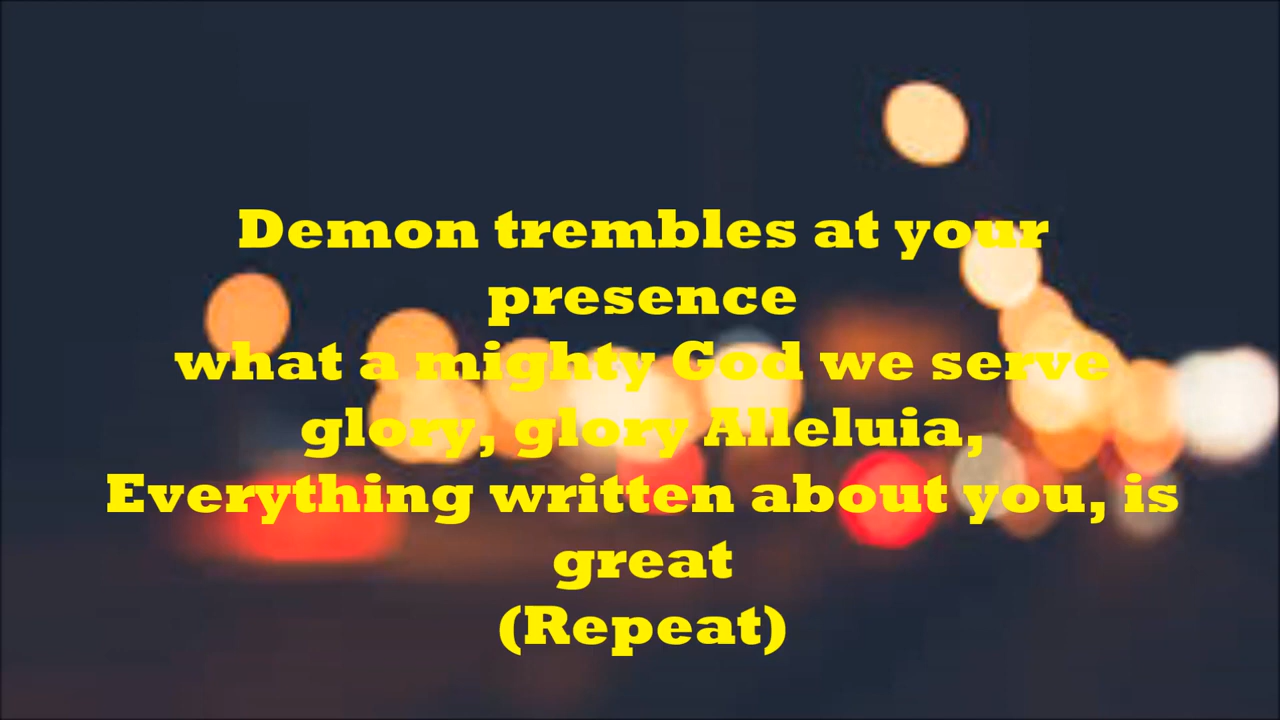 Demon trembles at your
presence
what a mighty God we serve
glory, glory Alleluia,
Everything written about you, is
great
(Repeat)